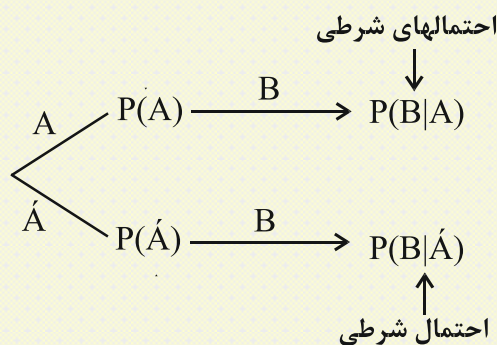 احتمالهای شرطی
A P(A) B P(B|A)
Á P(Á) B P(B|Á)
احتمال شرطی